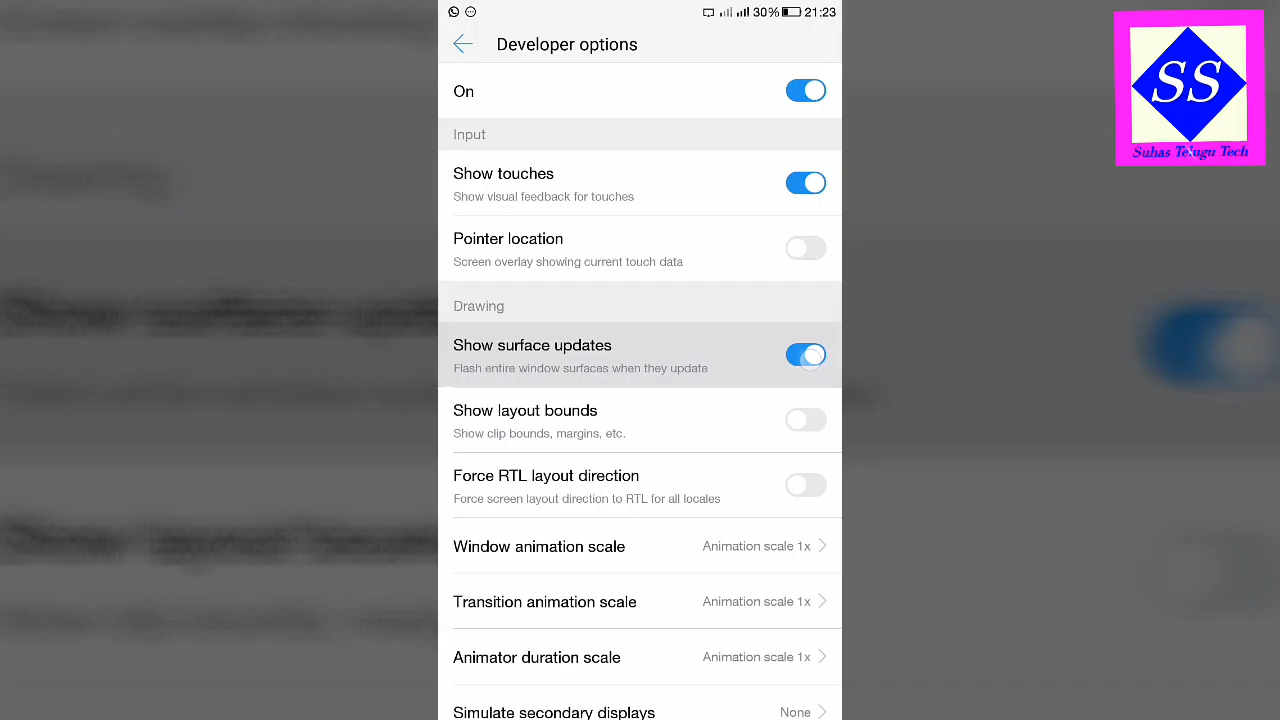 30% 21:23
Developer options
On
Input
Show touches
Show visual feedback for touches
Pointer location
Screen overlay showing current touch data
Drawing
Show surface updates
Flash entire window surfaces when they update
Show layout bounds
Show clip bounds, margins, etc.
Force RTL layout direction
Force screen layout direction to RTL for all locales
Window animation scale Animation scale 1x
Transition animation scale Animation scale 1x
Animator duration scale Animation scale 1x
Simulate secondary displays None
SS
Suhas Telugu Tech